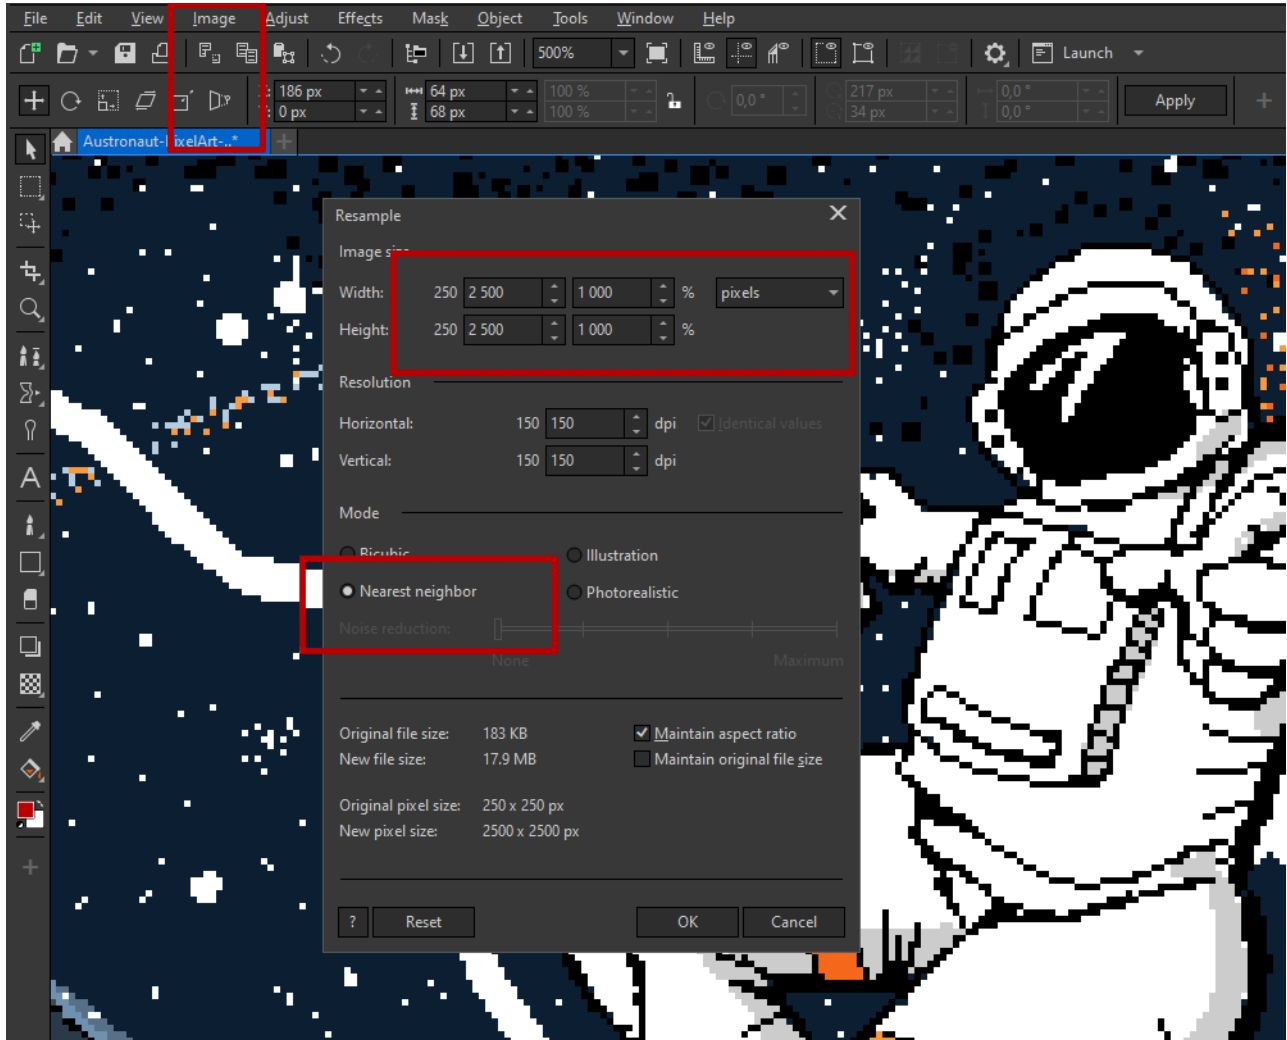 File Edit View Image Adjust Effects Mask Object Tools Window Help
500% Launch
186 px 64 px 100 % 0,0 ° 217 px 0,0 ° Apply
0 px 68 px 100 % 34 px 0,0 °
Austronaut-PixelArt-..*
Resample
Image size
Width: 250 2 500 1 000 % pixels
Height: 250 2 500 1 000 %
Resolution
Horizontal: 150 150 dpi Identical values
Vertical: 150 150 dpi
Mode
Bicubic Illustration
Nearest neighbor Photorealistic
Noise reduction:
None Maximum
Original file size: 183 KB Maintain aspect ratio
New file size: 17.9 MB Maintain original file size
Original pixel size: 250 x 250 px
New pixel size: 2500 x 2500 px
? Reset OK Cancel